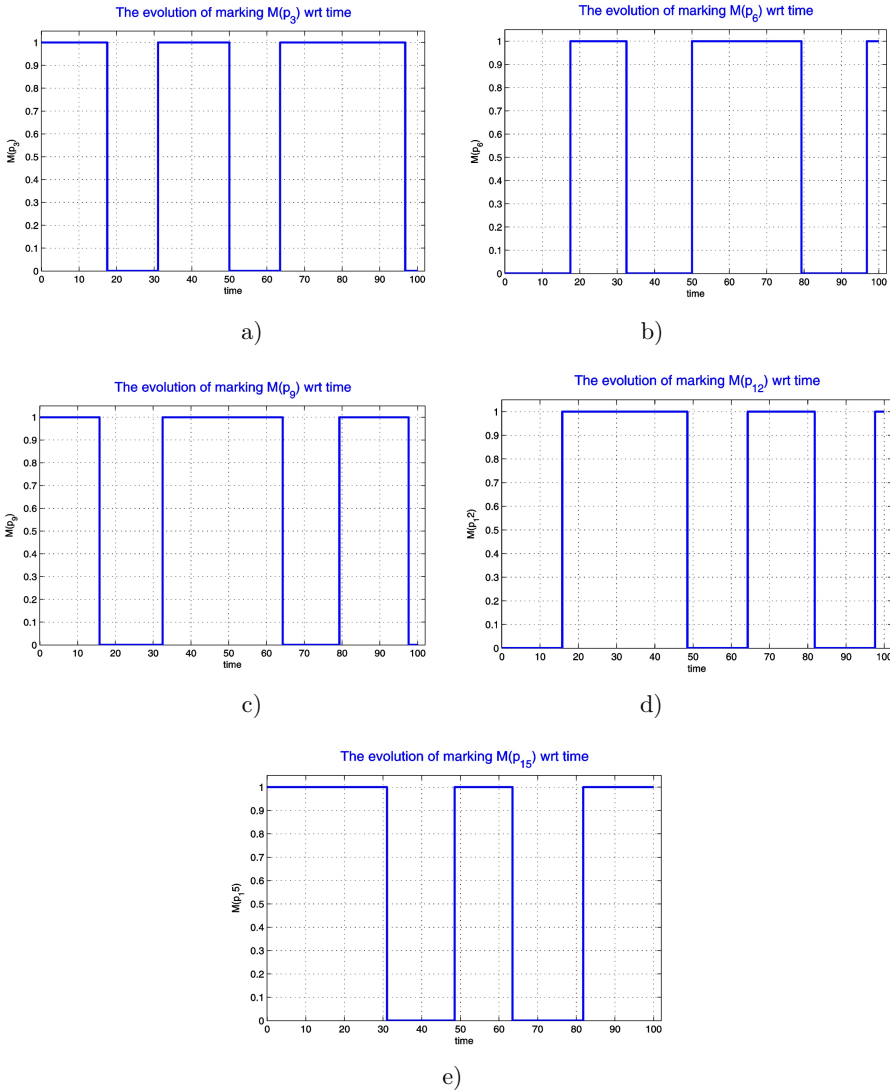 The evolution of marking M(p3) wrt time
1
0.9
0.8
0.7
0.6
0.5
0.4
0.3
0.2
0.1
0
M(p3)
0 10 20 30 40 50 60 70 80 90 100
time
a)
The evolution of marking M(p6) wrt time
1
0.9
0.8
0.7
0.6
0.5
0.4
0.3
0.2
0.1
0
M(p6)
0 10 20 30 40 50 60 70 80 90 100
time
b)
The evolution of marking M(p9) wrt time
1
0.9
0.8
0.7
0.6
0.5
0.4
0.3
0.2
0.1
0
M(p9)
0 10 20 30 40 50 60 70 80 90 100
time
c)
The evolution of marking M(p12) wrt time
1
0.9
0.8
0.7
0.6
0.5
0.4
0.3
0.2
0.1
0
M(p12)
0 10 20 30 40 50 60 70 80 90 100
time
d)
The evolution of marking M(p15) wrt time
1
0.9
0.8
0.7
0.6
0.5
0.4
0.3
0.2
0.1
0
M(p15)
0 10 20 30 40 50 60 70 80 90 100
time
e)